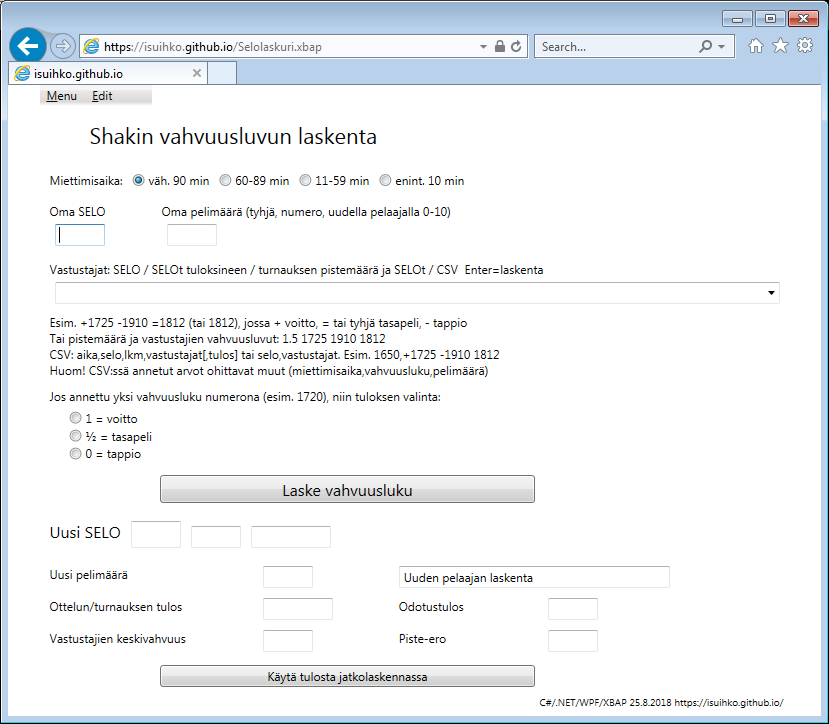 https://isuihko.github.io/Selolaskuri.xbap
Search...
isuihko.github.io
Menu Edit
Shakin vahvuusluvun laskenta
Miettimisaika: väh. 90 min 60-89 min 11-59 min enint. 10 min
Oma SELO Oma pelimäärä (tyhjä, numero, uudella pelaajalla 0-10)
Vastustajat: SELO / SELOt tuloksineen / turnauksen pistemäärä ja SELOt / CSV Enter=laskenta
Esim. +1725 -1910 =1812 (tai 1812), jossa + voitto, = tai tyhjä tasapeli, - tappio
Tai pistemäärä ja vastustajien vahvuusluvut: 1.5 1725 1910 1812
CSV: aika,selo,lkm,vastustajat[,tulos] tai selo,vastustajat. Esim. 1650,+1725 -1910 1812
Huom! CSV:ssä annetut arvot ohittavat muut (miettimisaika,vahvuusluku,pelimäärä)
Jos annettu yksi vahvuusluku numerona (esim. 1720), niin tuloksen valinta:
1 = voitto
½ = tasapeli
0 = tappio
Laske vahvuusluku
Uusi SELO
Uusi pelimäärä Uuden pelaajan laskenta
Ottelun/turnauksen tulos Odotustulos
Vastustajien keskivahvuus Piste-ero
Käytä tulosta jatkolaskennassa
C#/.NET/WPF/XBAP 25.8.2018 https://isuihko.github.io/